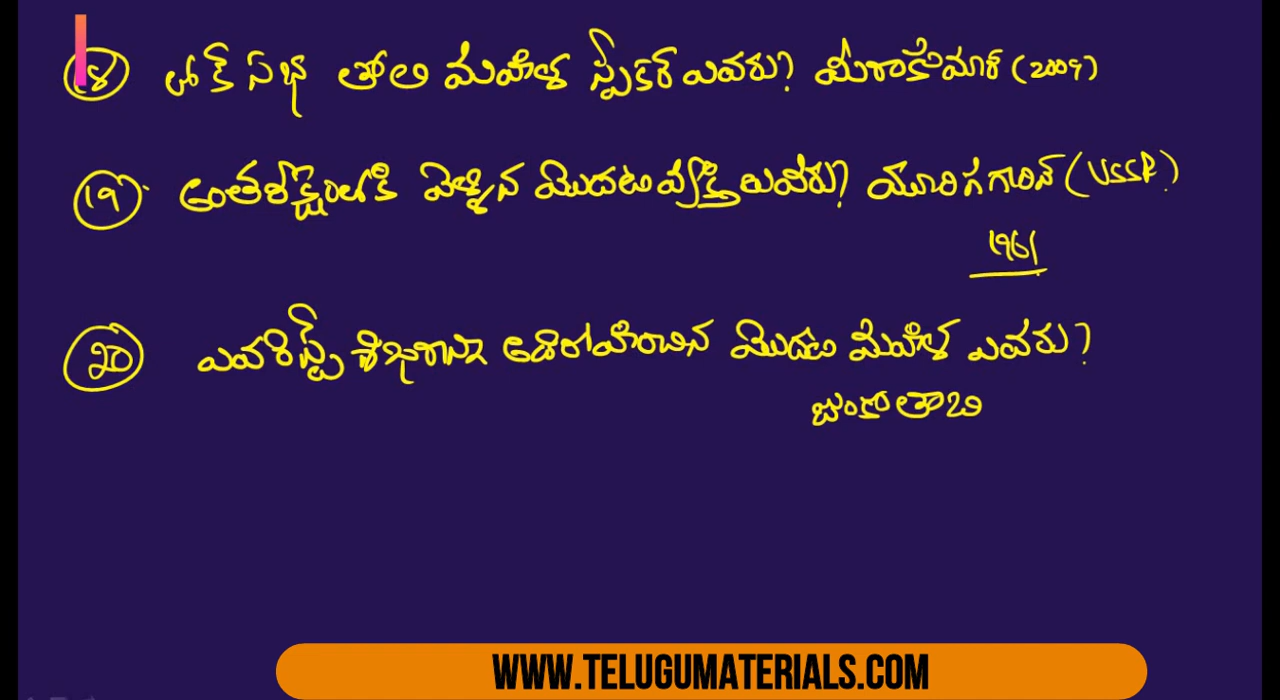 18 లోక్ సభ తొలి మహిళ స్పీకర్ ఎవరు? మీరాకుమార్ (2009)
19. అంతరిక్షంలోకి వెళ్ళిన మొదటి వ్యక్తి ఎవరు? యూరి గగారిన్ (USSR)
1961
20 ఎవరెస్ట్ శిఖరాన్ని అధిరోహించిన మొదటి మహిళ ఎవరు?
జుంకో తాబి
WWW.TELUGUMATERIALS.COM